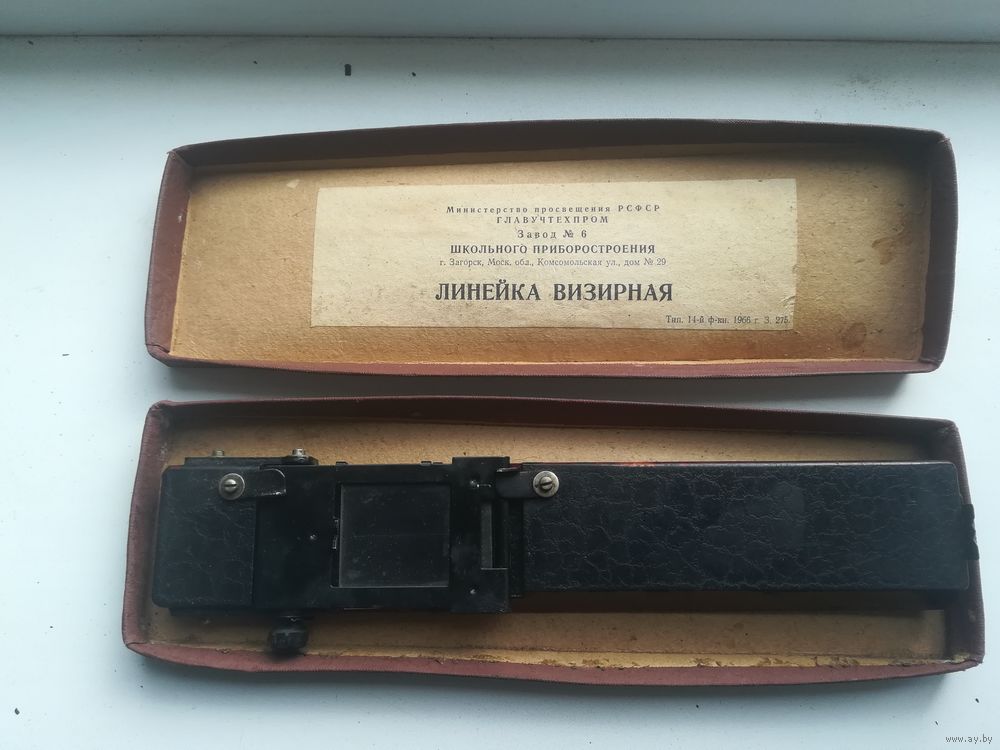 Министерство просвещения РСФСР
ГЛАВУЧТЕХПРОМ
Завод № 6
ШКОЛЬНОГО ПРИБОРОСТРОЕНИЯ
г. Загорск, Моск. обл., Комсомольская ул., дом № 29
ЛИНЕЙКА ВИЗИРНАЯ
Тип. 14-й ф-ки. 1966 г. З. 275.
www.ay.by